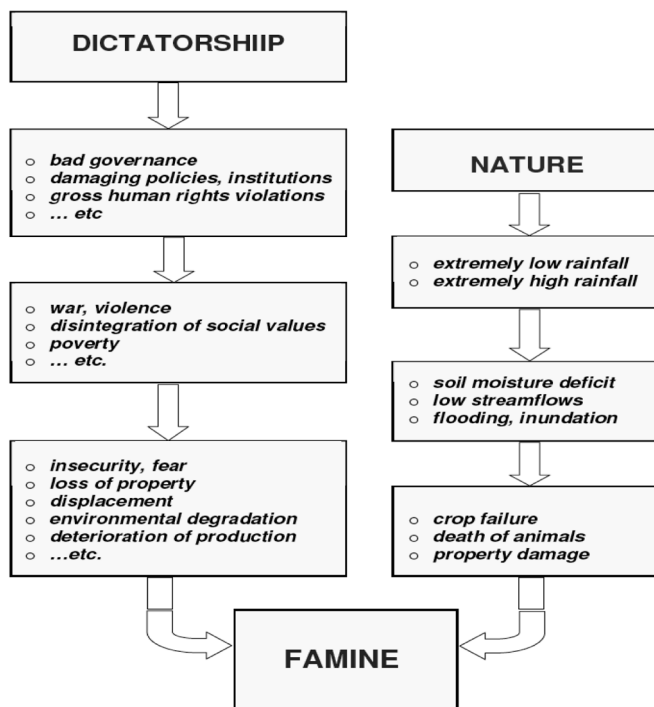 DICTATORSHIIP
o bad governance
o damaging policies, institutions
o gross human rights violations
o ... etc
o war, violence
o disintegration of social values
o poverty
o ... etc.
o insecurity, fear
o loss of property
o displacement
o environmental degradation
o deterioration of production
o ...etc.
NATURE
o extremely low rainfall
o extremely high rainfall
o soil moisture deficit
o low streamflows
o flooding, inundation
o crop failure
o death of animals
o property damage
FAMINE